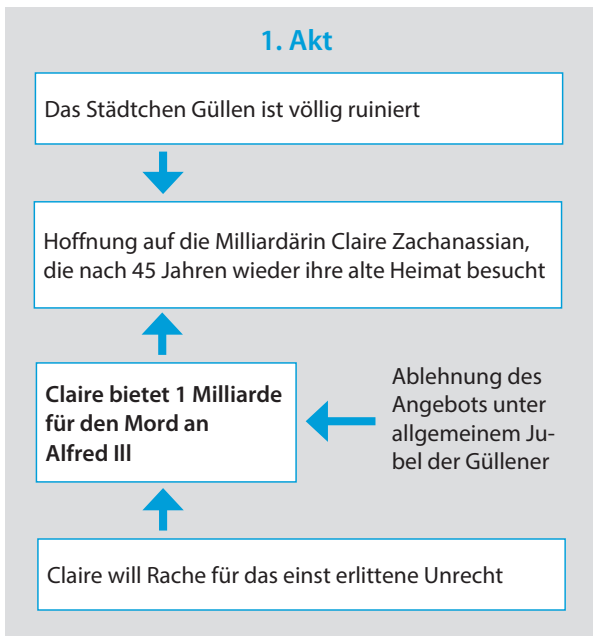 1. Akt
Das Städtchen Güllen ist völlig ruiniert
Hoffnung auf die Milliardärin Claire Zachanassian,
die nach 45 Jahren wieder ihre alte Heimat besucht
Claire bietet 1 Milliarde
für den Mord an
Alfred Ill
Ablehnung des
Angebots unter
allgemeinem Ju-
bel der Güllener
Claire will Rache für das einst erlittene Unrecht